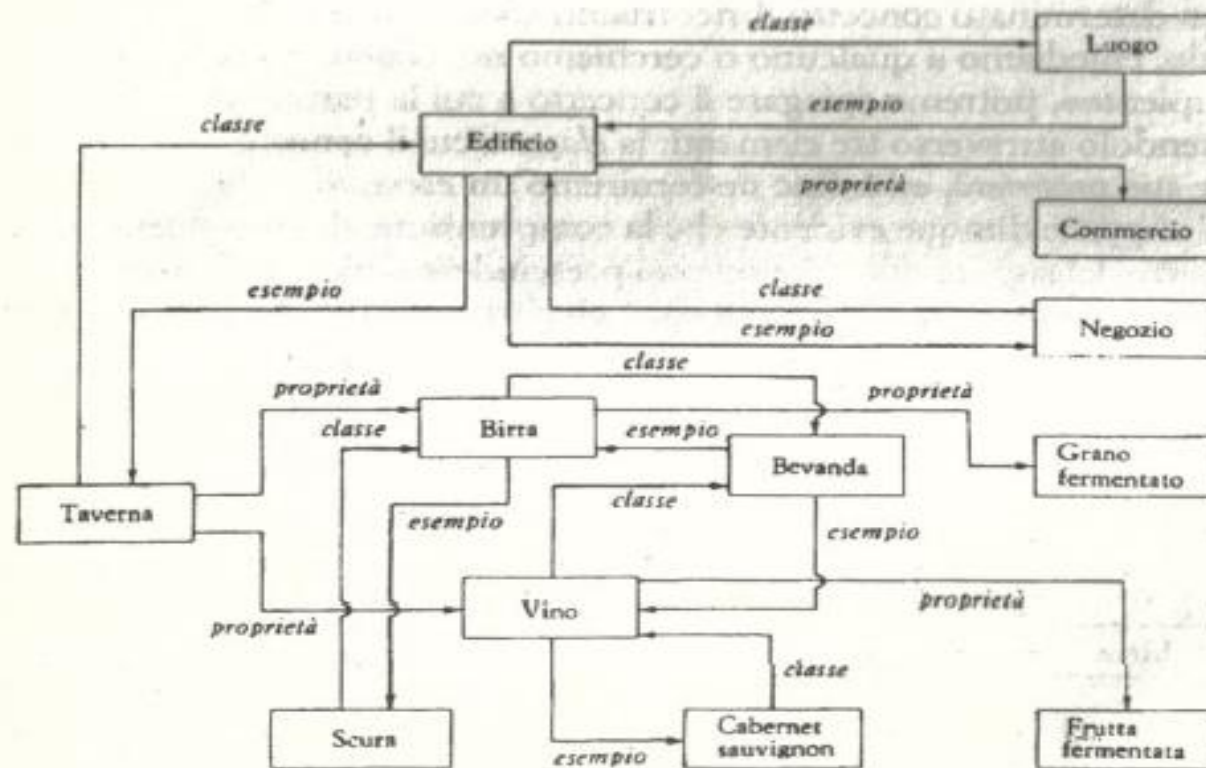 classe
Luogo
esempio
classe
Edificio
proprietà
Commercio
esempio
classe
Negozio
esempio
classe
proprietà
proprietà
classe
Birra
esempio
Bevanda
Grano
fermentato
Taverna
classe
esempio
esempio
Vino
proprietà
proprietà
classe
Scura
Cabernet
sauvignon
Frutta
fermentata
esempio